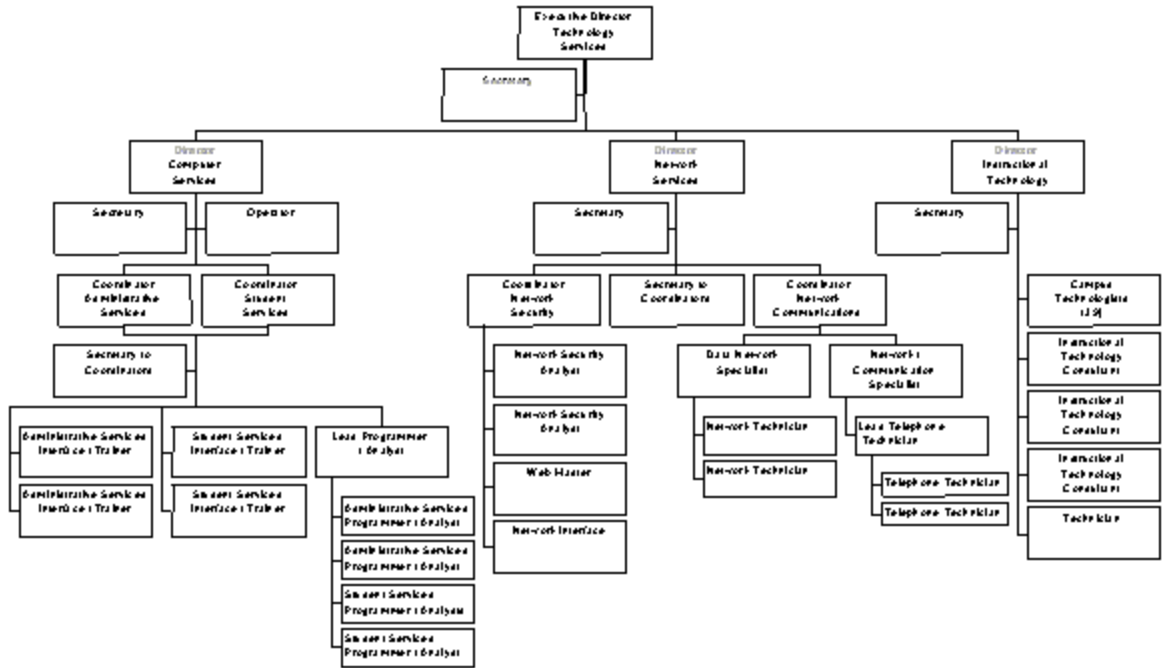 Executive Director
Technology
Services
Secretary
Director
Computer
Services
Director
Network
Services
Director
Instructional
Technology
Secretary
Operator
Secretary
Secretary
Coordinator
Administrative
Services
Coordinator
Student
Services
Coordinator
Network
Security
Secretary to
Coordinators
Coordinator
Network
Communications
Campus
Technologists
Secretary to
Coordinators
Network Security
Analyst
Data Network
Specialist
Network
Communication
Specialist
Instructional
Technology
Consultant
Network Security
Analyst
Network Technician
Lead Telephone
Technician
Instructional
Technology
Consultant
Administrative Services
Interface Trainer
Student Services
Interface Trainer
Lead Programmer
Analyst
Web Master
Network Technician
Telephone Technician
Instructional
Technology
Consultant
Administrative Services
Interface Trainer
Student Services
Interface Trainer
Administrative Services
Programmer Analyst
Network Interface
Telephone Technician
Technician
Administrative Services
Programmer Analyst
Student Services
Programmer Analyst
Student Services
Programmer Analyst